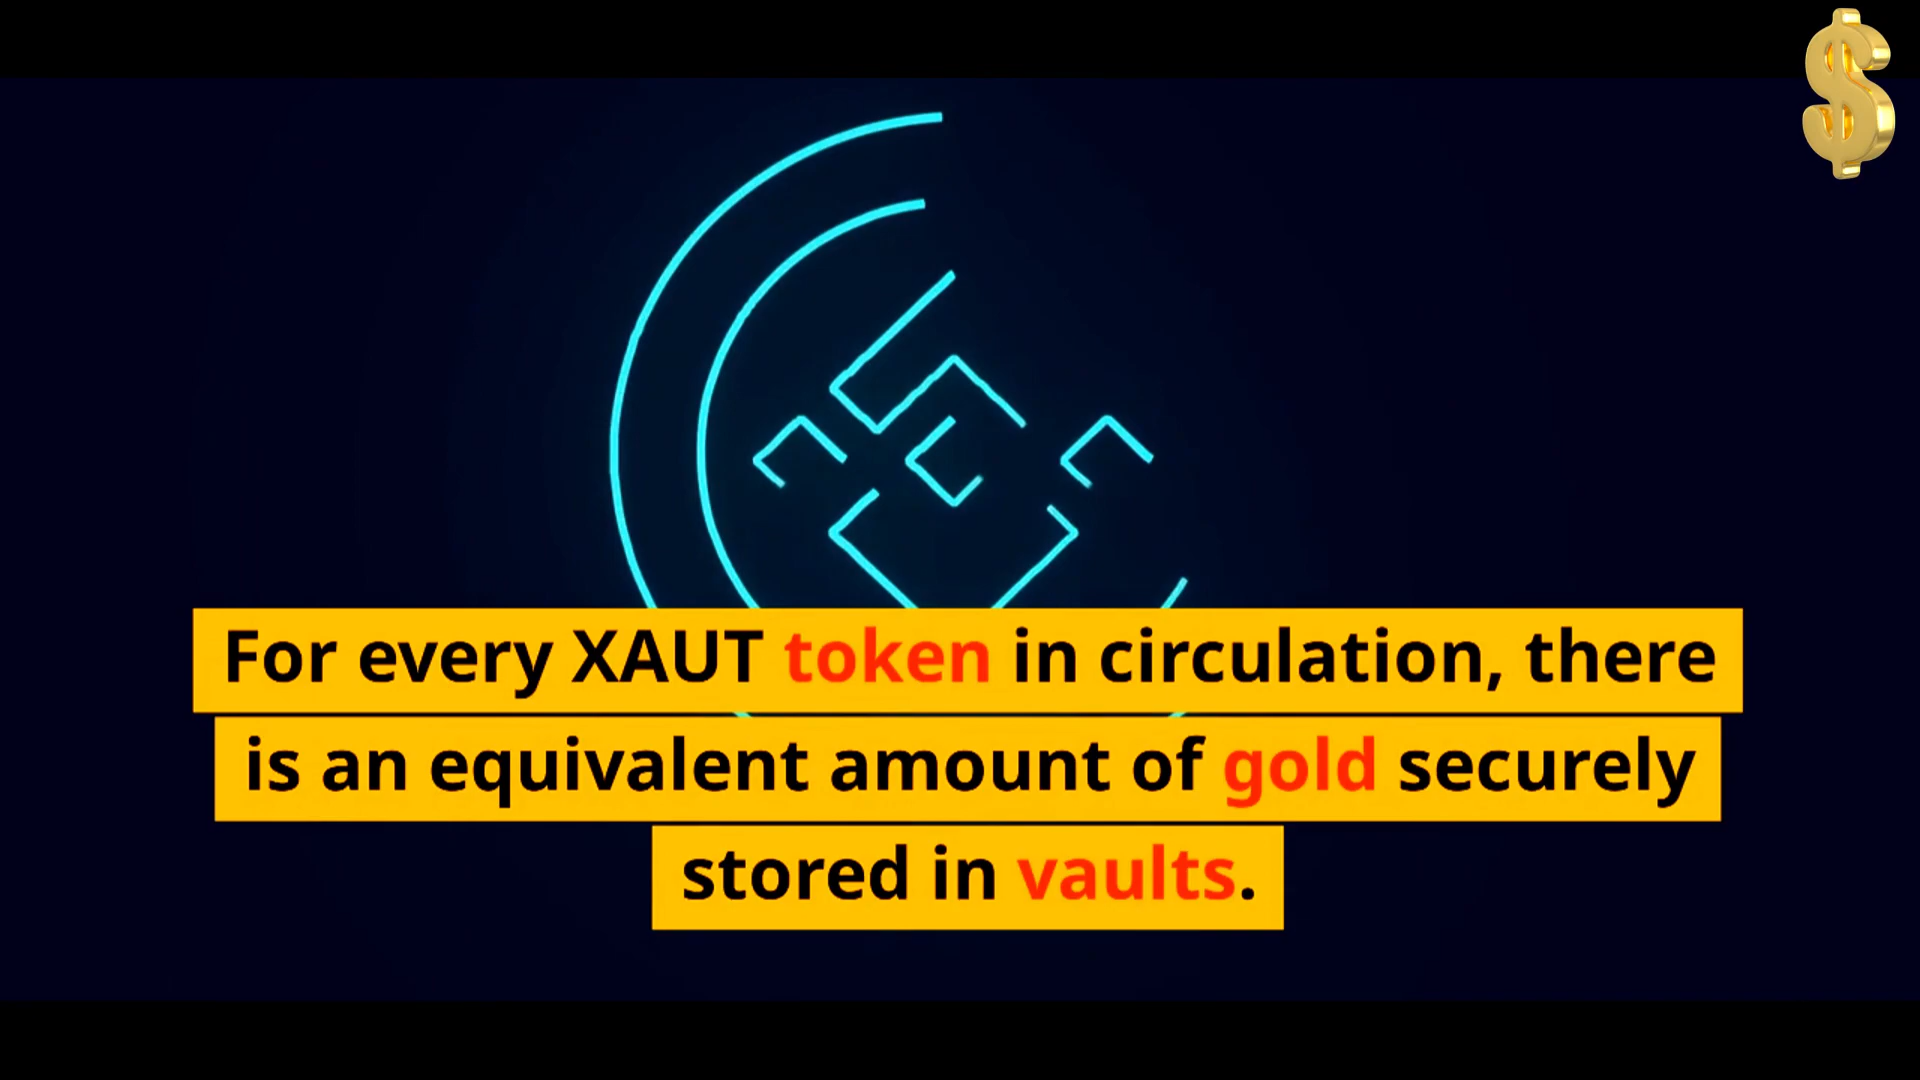 For every XAUT token in circulation, there
is an equivalent amount of gold securely
stored in vaults.